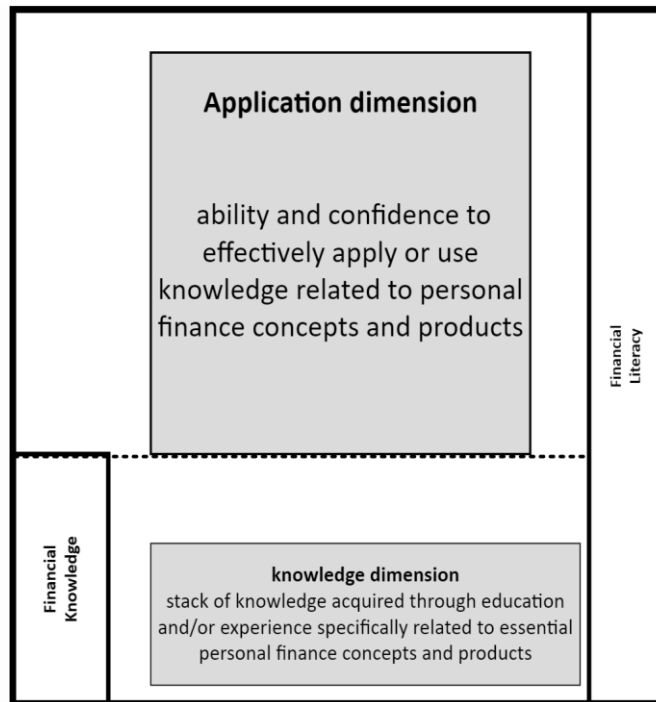 Application dimension
ability and confidence to
effectively apply or use
knowledge related to personal
finance concepts and products
Financial
Literacy
Financial
Knowledge
knowledge dimension
stack of knowledge acquired through education
and/or experience specifically related to essential
personal finance concepts and products